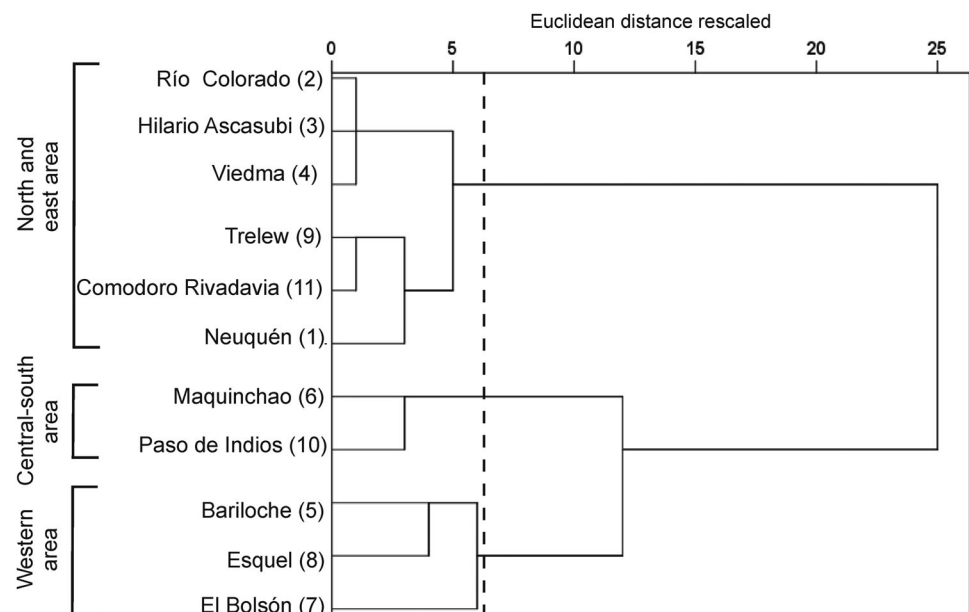 Euclidean distance rescaled
0 5 10 15 20 25
North and
east area
Río Colorado (2)
Hilario Ascasubi (3)
Viedma (4)
Trelew (9)
Comodoro Rivadavia (11)
Neuquén (1)
Central-south
area
Maquinchao (6)
Paso de Indios (10)
Western
area
Bariloche (5)
Esquel (8)
El Bolsón (7)